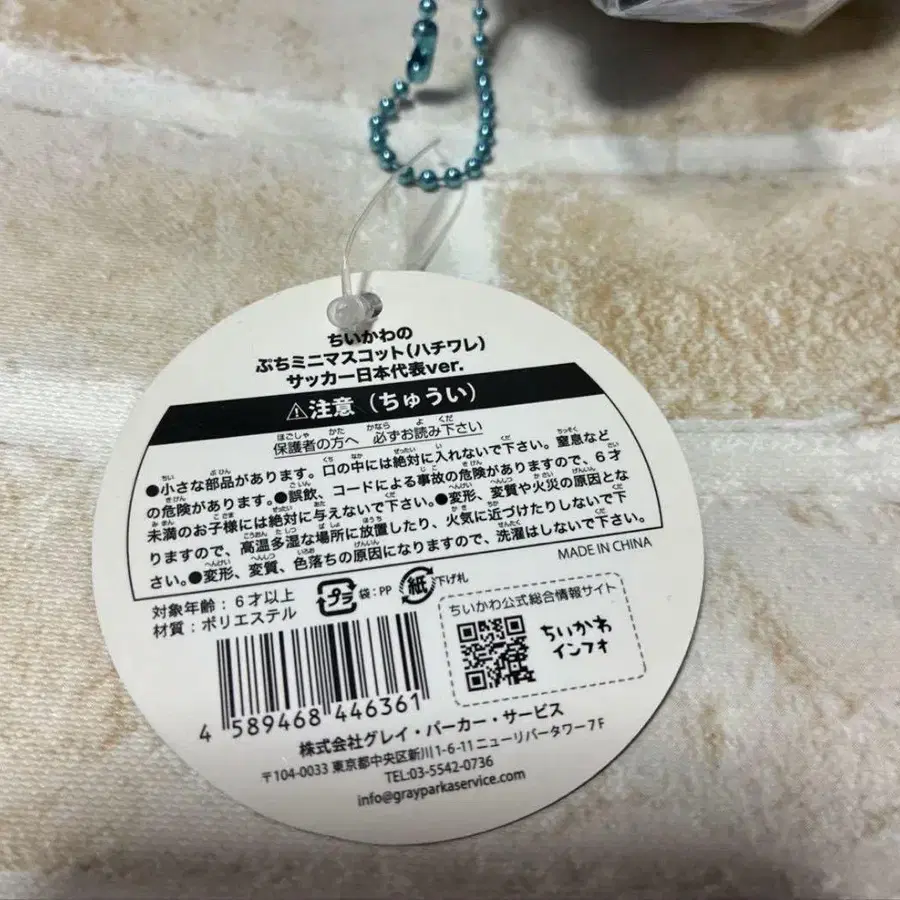 ちいかわの
ぷちミニマスコット(ハチワレ)
サッカー日本代表ver.
⚠注意（ちゅうい）
保護者の方へ 必ずお読み下さい
●小さな部品があります。口の中には絶対に入れないで下さい。窒息など
の危険があります。●誤飲、コードによる事故の危険がありますので、6才
未満のお子様には絶対に与えないで下さい。●変形、変質や火災の原因とな
りますので、高温多湿な場所に放置したり、火気に近づけたりしないで下
さい。●変形、変質、色落ちの原因になりますので、洗濯はしないで下さい。
MADE IN CHINA
対象年齢：6才以上
材質：ポリエステル
プラ 袋：PP 紙 下げ札
ちいかわ公式総合情報サイト
ちいかわ
インフォ
4 589468 446361
株式会社グレイ・パーカー・サービス
〒104-0033 東京都中央区新川1-6-11 ニューリバータワー7F
TEL:03-5542-0736
info@grayparkaservice.com